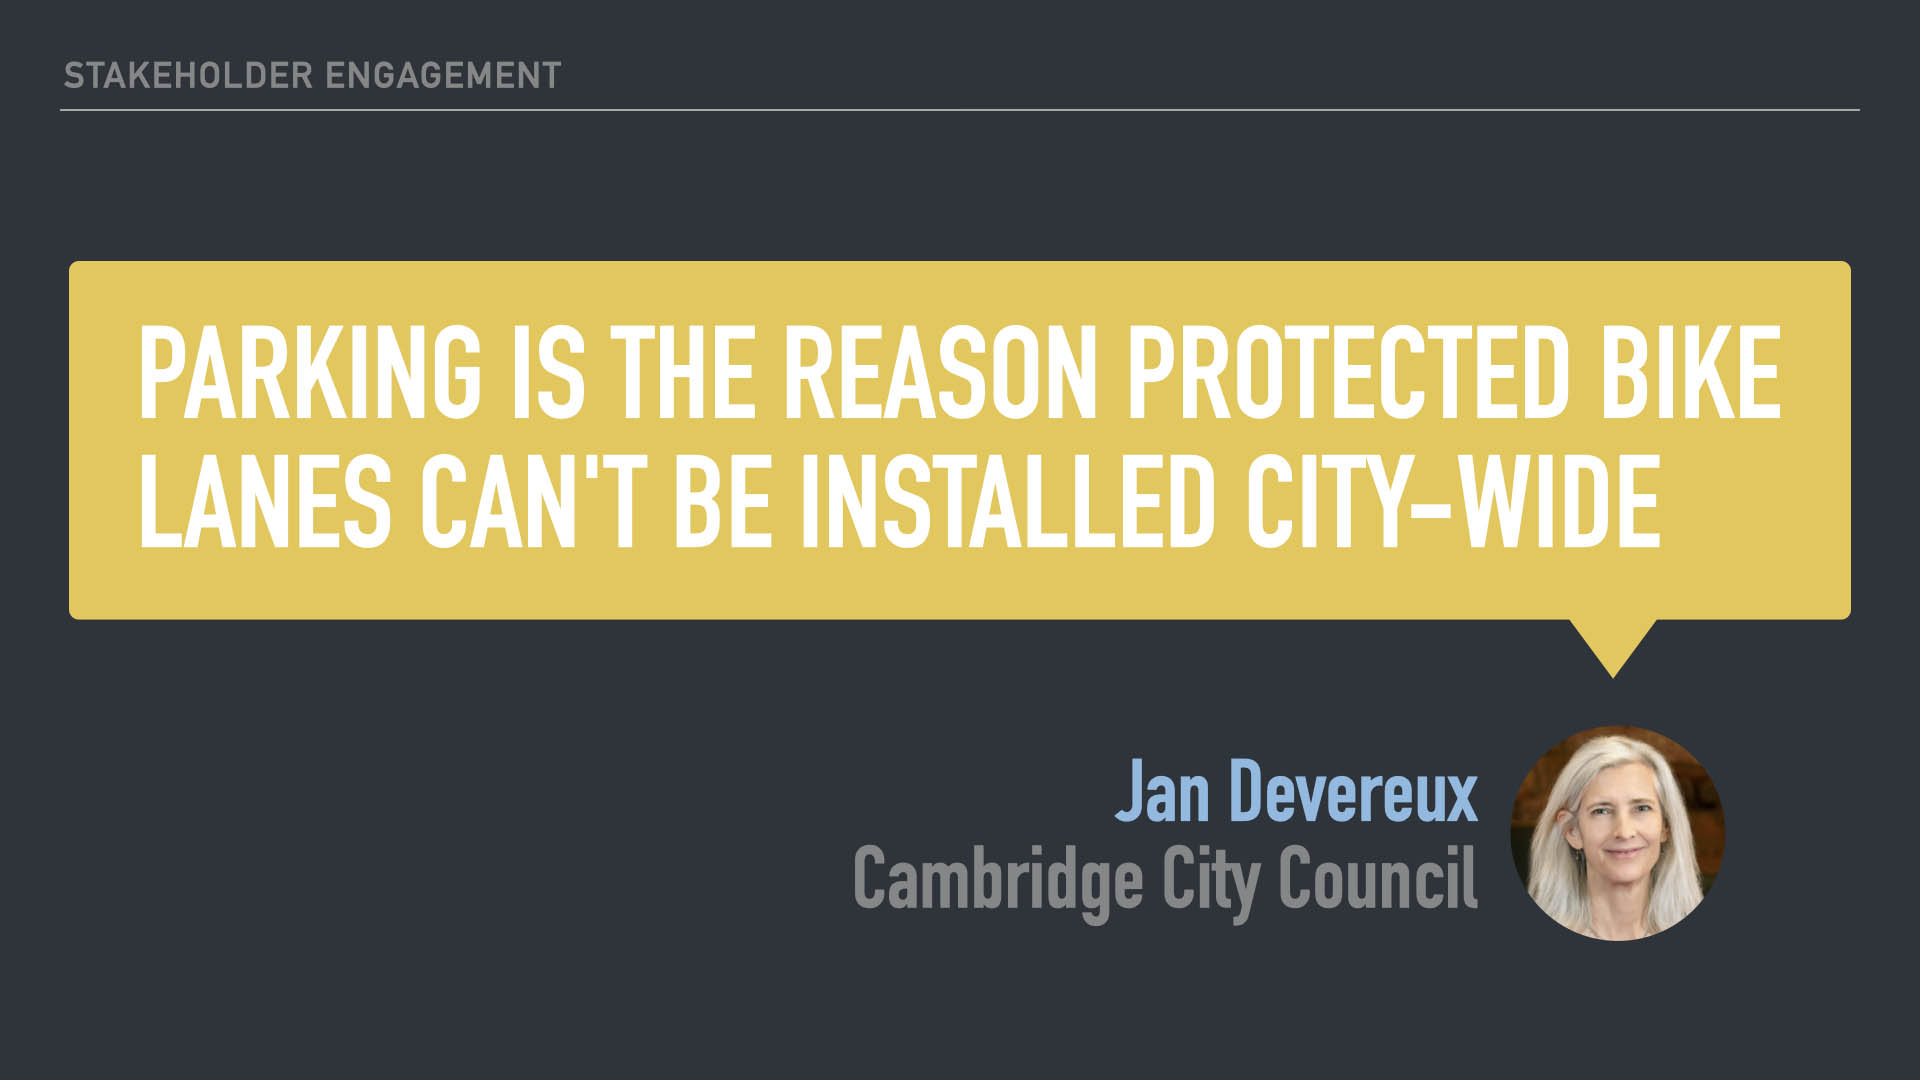 STAKEHOLDER ENGAGEMENT
PARKING IS THE REASON PROTECTED BIKE
LANES CAN'T BE INSTALLED CITY-WIDE
Jan Devereux
Cambridge City Council